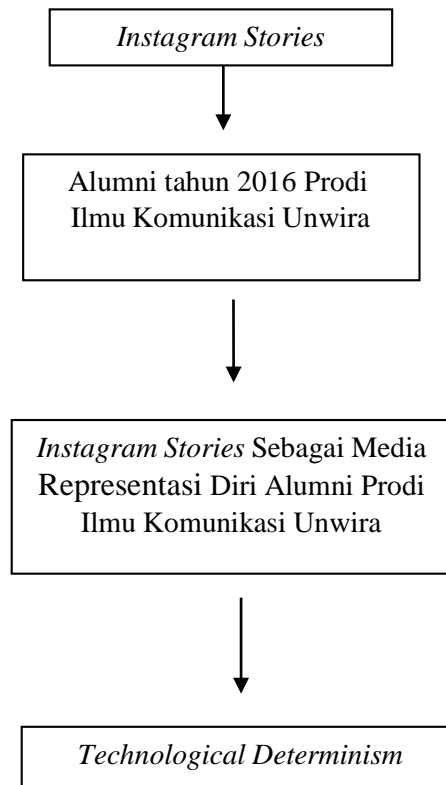 Instagram Stories
Alumni tahun 2016 Prodi
Ilmu Komunikasi Unwira
Instagram Stories Sebagai Media
Representasi Diri Alumni Prodi
Ilmu Komunikasi Unwira
Technological Determism